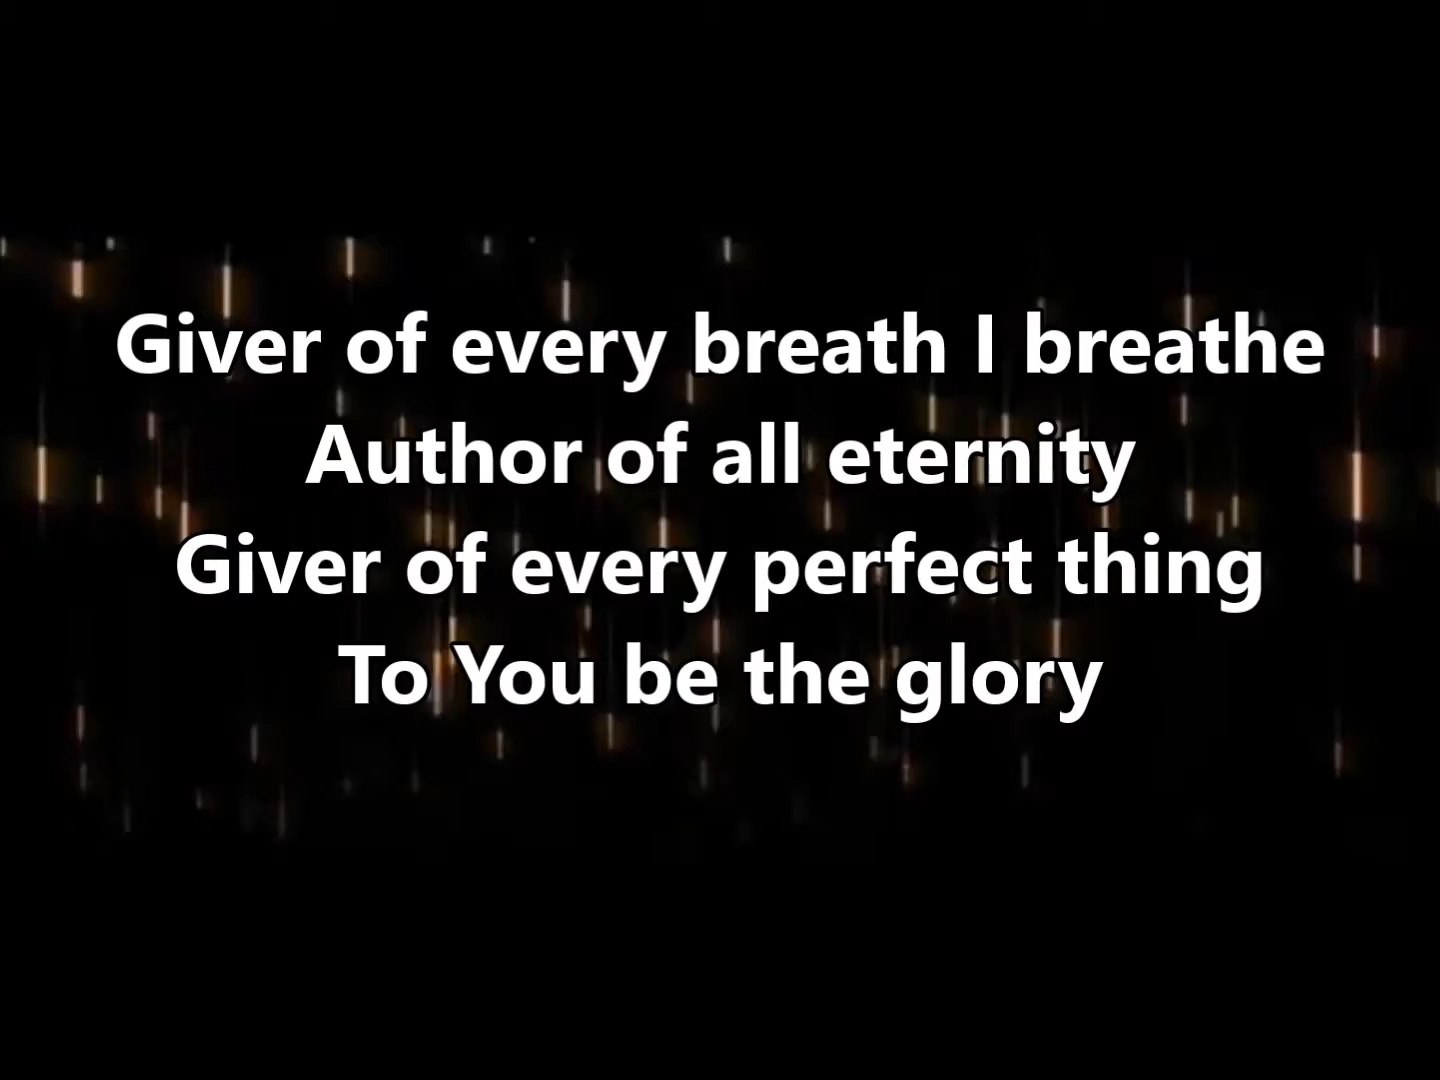 Giver of every breath I breathe
Author of all eternity
Giver of every perfect thing
To You be the glory